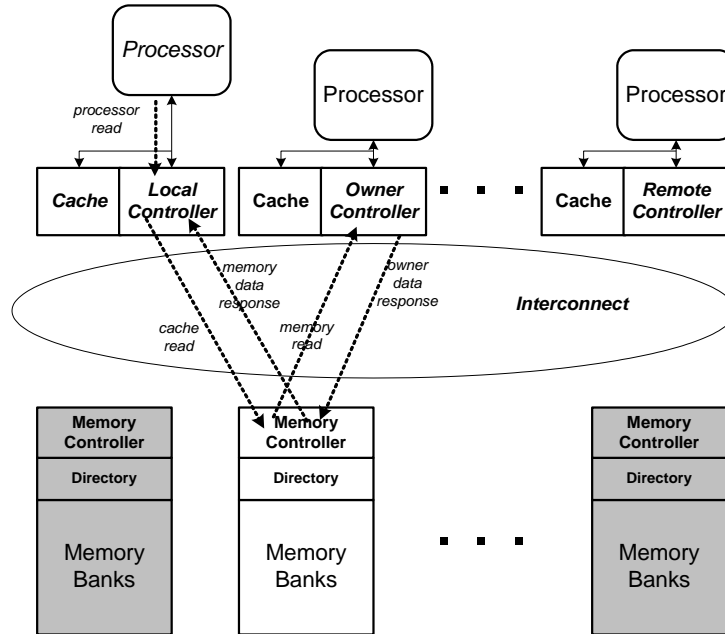 Processor
Processor
Processor
processor
read
Cache
Local
Controller
Cache
Owner
Controller
Cache
Remote
Controller
memory
data
response
owner
data
response
Interconnect
cache
read
memory
read
Memory
Controller
Directory
Memory
Banks
Memory
Controller
Directory
Memory
Banks
Memory
Controller
Directory
Memory
Banks